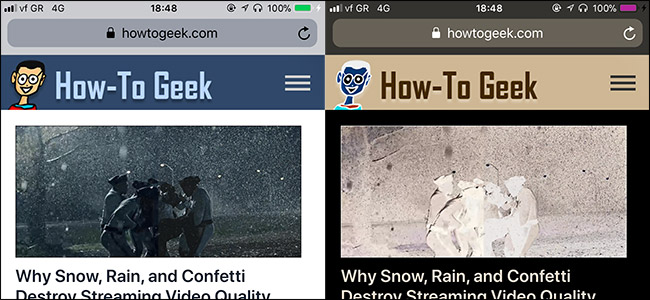 vf GR 4G 18:48 100%
howtogeek.com
How-To Geek
Why Snow, Rain, and Confetti
Destroy Streaming Video Quality
vf GR 4G 18:48 100%
howtogeek.com
How-To Geek
Why Snow, Rain, and Confetti
Destroy Streaming Video Quality